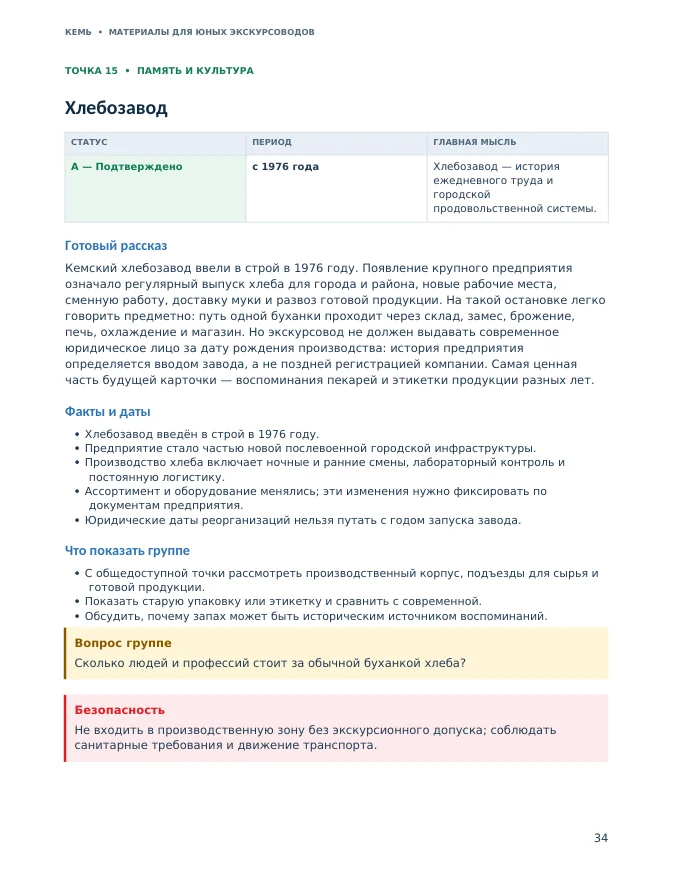 КЕМЬ • МАТЕРИАЛЫ ДЛЯ ЮНЫХ ЭКСКУРСОВОДОВ
ТОЧКА 15 • ПАМЯТЬ И КУЛЬТУРА
Хлебозавод
СТАТУС
ПЕРИОД
ГЛАВНАЯ МЫСЛЬ
А — Подтверждено
с 1976 года
Хлебозавод — история
ежедневного труда и
городской
продовольственной системы.
Готовый рассказ
Кемский хлебозавод ввели в строй в 1976 году. Появление крупного предприятия
означало регулярный выпуск хлеба для города и района, новые рабочие места,
сменную работу, доставку муки и развоз готовой продукции. На такой остановке легко
говорить предметно: путь одной буханки проходит через склад, замес, брожение,
печь, охлаждение и магазин. Но экскурсовод не должен выдавать современное
юридическое лицо за дату рождения производства: история предприятия
определяется вводом завода, а не поздней регистрацией компании. Самая ценная
часть будущей карточки — воспоминания пекарей и этикетки продукции разных лет.
Факты и даты
• Хлебозавод введён в строй в 1976 году.
• Предприятие стало частью новой послевоенной городской инфраструктуры.
• Производство хлеба включает ночные и ранние смены, лабораторный контроль и
постоянную логистику.
• Ассортимент и оборудование менялись; эти изменения нужно фиксировать по
документам предприятия.
• Юридические даты реорганизаций нельзя путать с годом запуска завода.
Что показать группе
• С общедоступной точки рассмотреть производственный корпус, подъезды для сырья и
готовой продукции.
• Показать старую упаковку или этикетку и сравнить с современной.
• Обсудить, почему запах может быть историческим источником воспоминаний.
Вопрос группе
Сколько людей и профессий стоит за обычной буханкой хлеба?
Безопасность
Не входить в производственную зону без экскурсионного допуска; соблюдать
санитарные требования и движение транспорта.
34